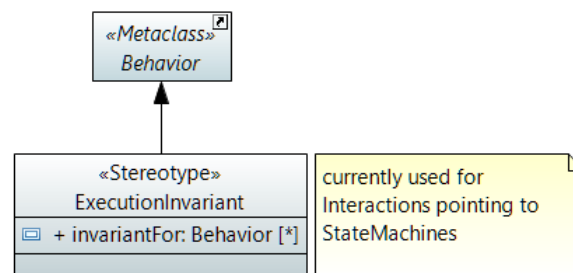 «Metaclass»
Behavior
«Stereotype»
ExecutionInvariant
+ invariantFor: Behavior [*]
currently used for
Interactions pointing to
StateMachines